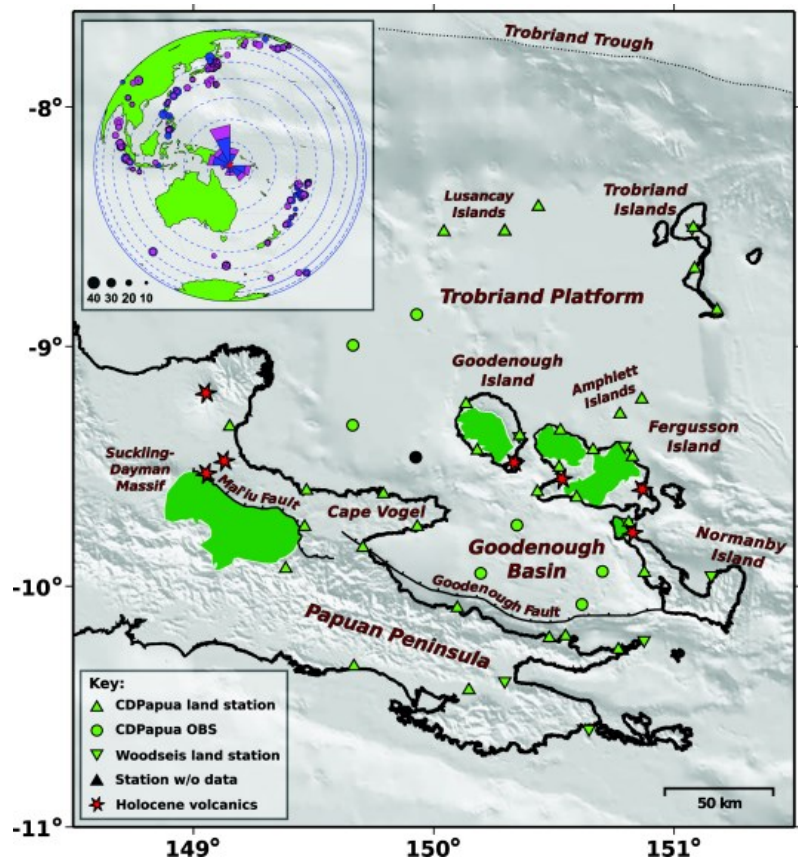 Trobriand Trough
-8°
Lusancay
Islands
Trobriand
Islands
40 30 20 10
Trobriand Platform
-9°
Goodenough
Island
Amphlett
Islands
Fergusson
Island
Suckling-
Dayman
Massif
Mai'iu Fault
Cape Vogel
Goodenough
Basin
Normanby
Island
-10°
Goodenough Fault
Papuan Peninsula
Key:
CDPapua land station
CDPapua OBS
Woodseis land station
Station w/o data
Holocene volcanics
50 km
-11°
149° 150° 151°